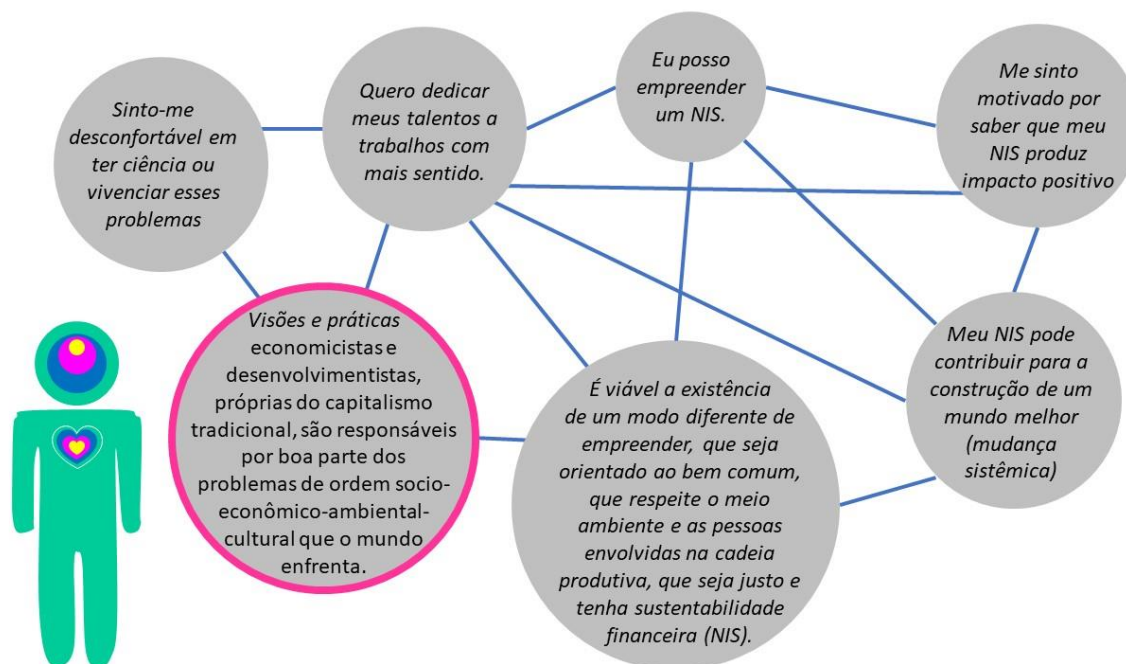 Sinto-me
desconfortável em
ter ciência ou
vivenciar esses
problemas
Quero dedicar
meus talentos a
trabalhos com
mais sentido.
Eu posso
empreender
um NIS.
Me sinto
motivado por
saber que meu
NIS produz
impacto positivo
Visões e práticas
economicistas e
desenvolvimentistas,
próprias do capitalismo
tradicional, são responsáveis
por boa parte dos
problemas de ordem socio-
econômico-ambiental-
cultural que o mundo
enfrenta.
É viável a existência
de um modo diferente de
empreender, que seja
orientado ao bem comum,
que respeite o meio
ambiente e as pessoas
envolvidas na cadeia
produtiva, que seja justo e
tenha sustentabilidade
financeira (NIS).
Meu NIS pode
contribuir para a
construção de um
mundo melhor
(mudança
sistêmica)